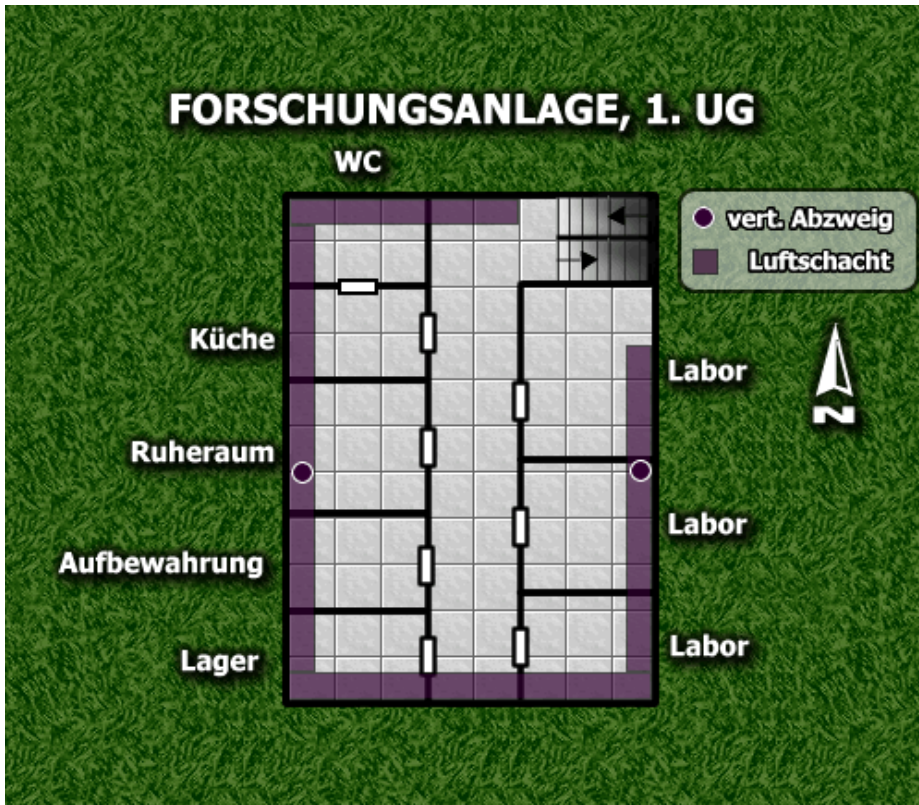 FORSCHUNGSANLAGE, 1. UG
WC
vert. Abzweig
Luftschacht
Küche
Labor
N
Ruheraum
Labor
Aufbewahrung
Labor
Lager